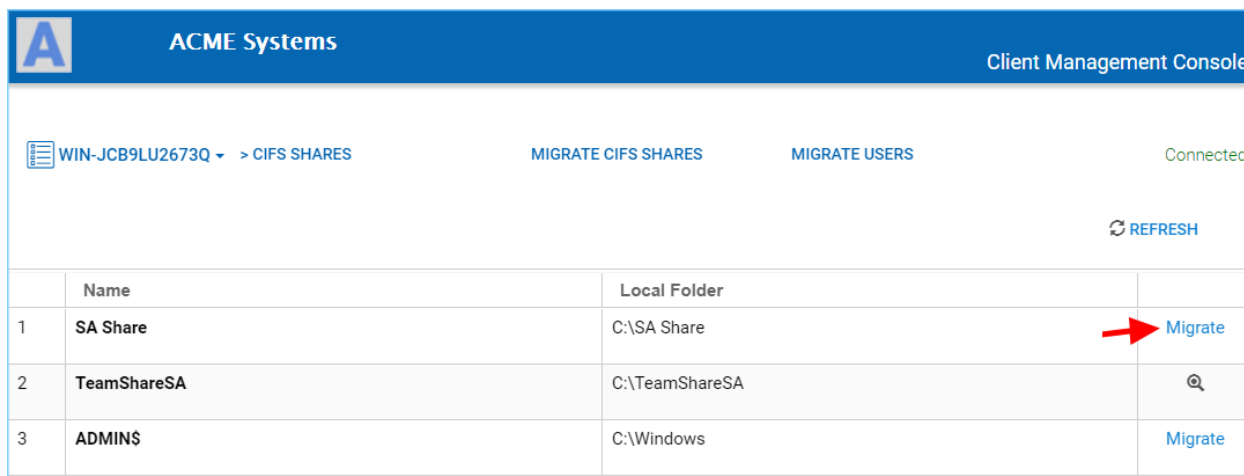 A
ACME Systems
Client Management Console
WIN-JCB9LU2673Q > CIFS SHARES MIGRATE CIFS SHARES MIGRATE USERS Connected
REFRESH
Name Local Folder
1 SA Share C:\SA Share Migrate
2 TeamShareSA C:\TeamShareSA
3 ADMIN$ C:\Windows Migrate